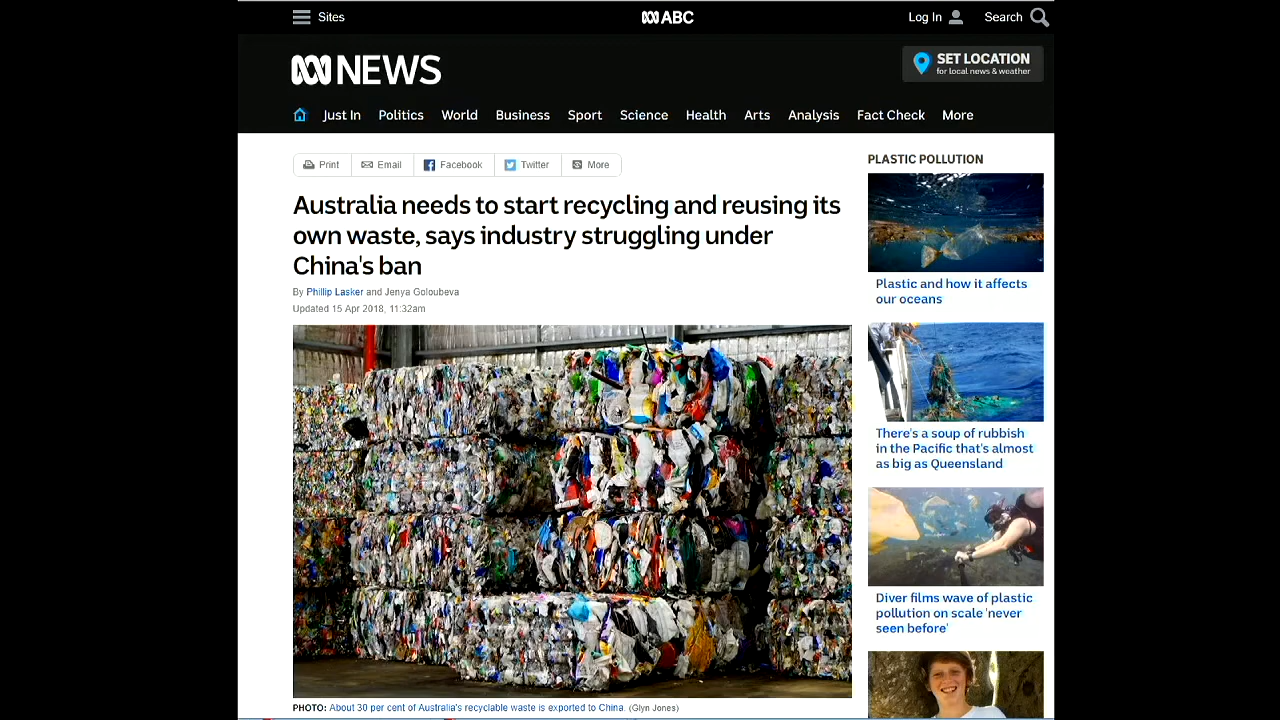 Sites
ABC
Log In
Search
NEWS
SET LOCATION
for local news & weather
Just In Politics World Business Sport Science Health Arts Analysis Fact Check More
Print Email Facebook Twitter More
Australia needs to start recycling and reusing its
own waste, says industry struggling under
China's ban
By Phillip Lasker and Jenya Goloubeva
Updated 15 Apr 2018, 11:32am
PHOTO: About 30 per cent of Australia's recyclable waste is exported to China. (Glyn Jones)
PLASTIC POLLUTION
Plastic and how it affects
our oceans
There's a soup of rubbish
in the Pacific that's almost
as big as Queensland
Diver films wave of plastic
pollution on scale 'never
seen before'